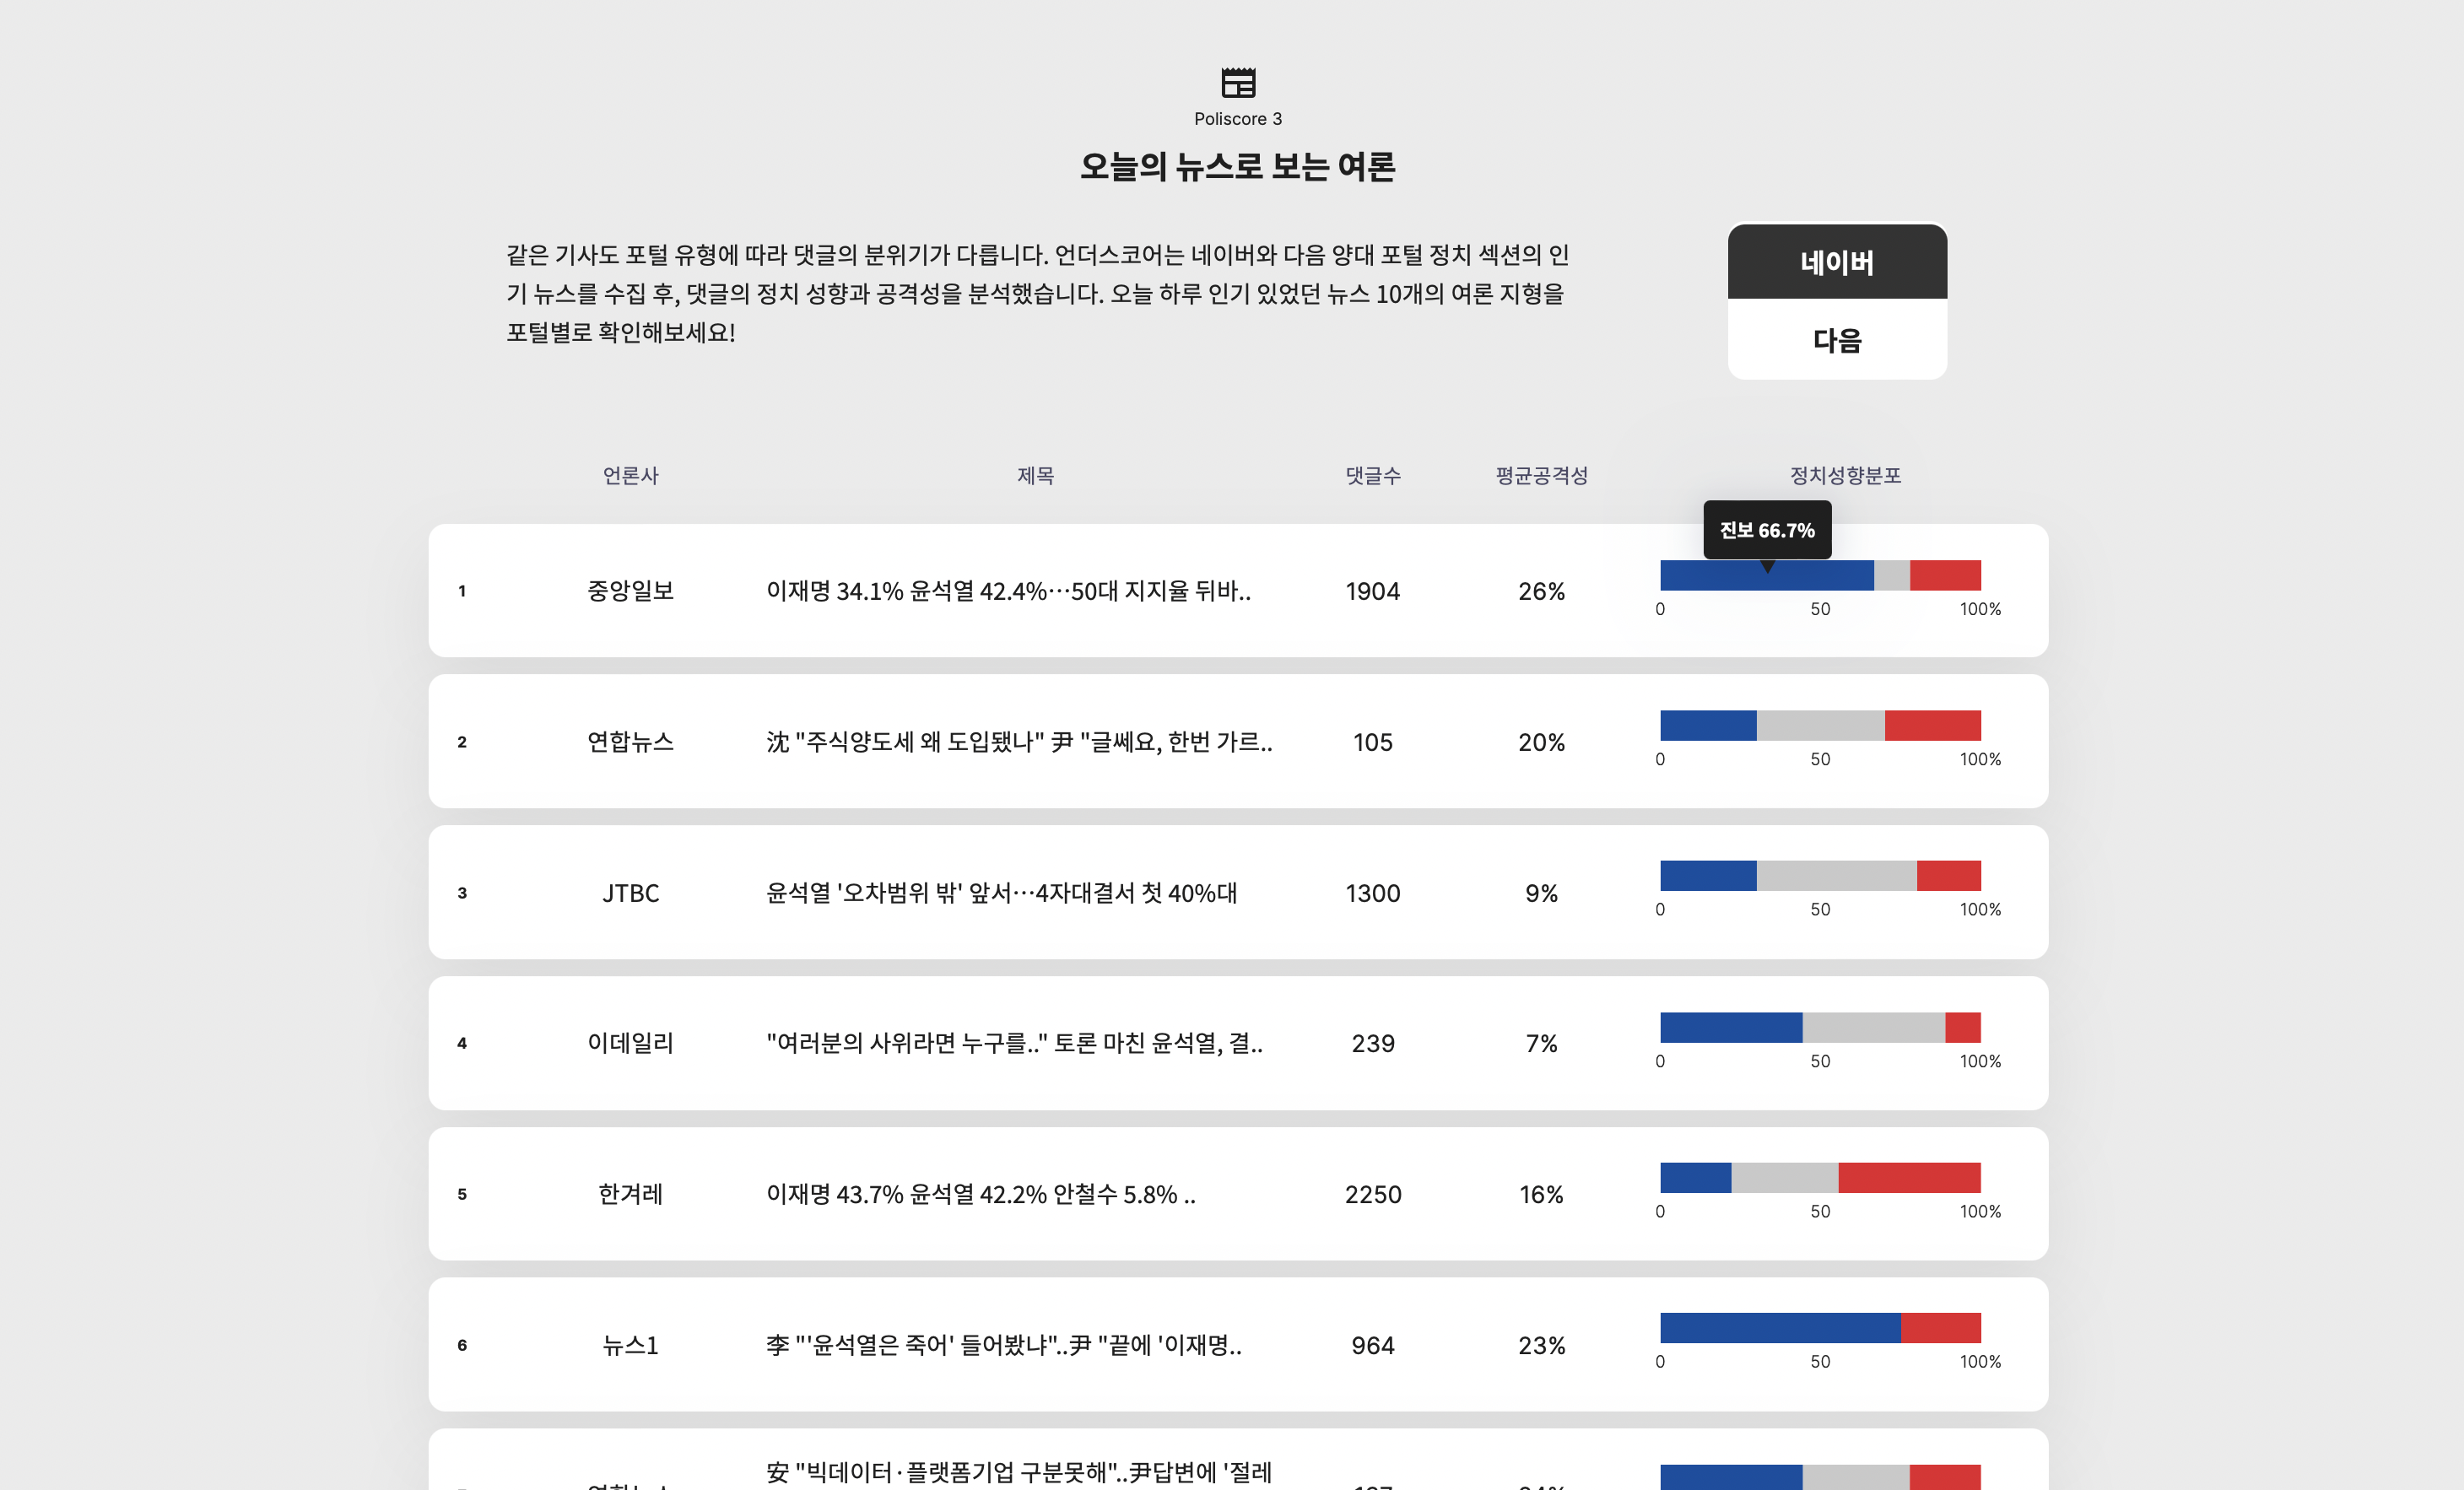 Poliscore 3
오늘의 뉴스로 보는 여론
같은 기사도 포털 유형에 따라 댓글의 분위기가 다릅니다. 언더스코어는 네이버와 다음 양대 포털 정치 섹션의 인
기 뉴스를 수집 후, 댓글의 정치 성향과 공격성을 분석했습니다. 오늘 하루 인기 있었던 뉴스 10개의 여론 지형을
포털별로 확인해보세요!
네이버
다음
언론사 제목 댓글수 평균공격성 정치성향분포
진보 66.7%
1 중앙일보 이재명 34.1% 윤석열 42.4%…50대 지지율 뒤바.. 1904 26%
0 50 100%
2 연합뉴스 沈 "주식양도세 왜 도입됐나" 尹 "글쎄요, 한번 가르.. 105 20%
0 50 100%
3 JTBC 윤석열 '오차범위 밖' 앞서…4자대결서 첫 40%대 1300 9%
0 50 100%
4 이데일리 "여러분의 사위라면 누구를.." 토론 마친 윤석열, 결.. 239 7%
0 50 100%
5 한겨레 이재명 43.7% 윤석열 42.2% 안철수 5.8% .. 2250 16%
0 50 100%
6 뉴스1 李 "'윤석열은 죽어' 들어봤냐"..尹 "끝에 '이재명.. 964 23%
0 50 100%
安 "빅데이터·플랫폼기업 구분못해"..尹답변에 '절레